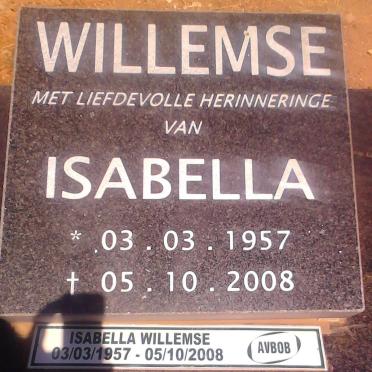 WILLEMSE
MET LIEFDEVOLLE HERINNERINGE
VAN
ISABELLA
* 03 . 03 . 1957
† 05 . 10 . 2008
ISABELLA WILLEMSE
03/03/1957 - 05/10/2008
AVBOB